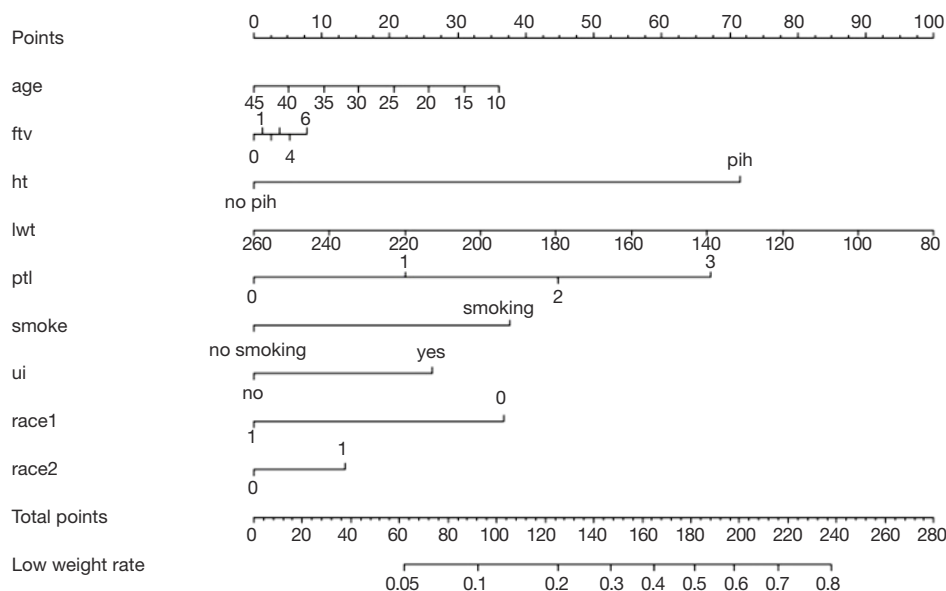 0 10 20 30 40 50 60 70 80 90 100
Points
age
45 40 35 30 25 20 15 10
1 6
ftv
0 4
pih
ht
no pih
lwt
260 240 220 200 180 160 140 120 100 80
1 3
ptl
0 2
smoking
smoke
no smoking
yes
ui
no
0
race1
1
1
race2
0
Total points
0 20 40 60 80 100 120 140 160 180 200 220 240 260 280
Low weight rate
0.05 0.1 0.2 0.3 0.4 0.5 0.6 0.7 0.8